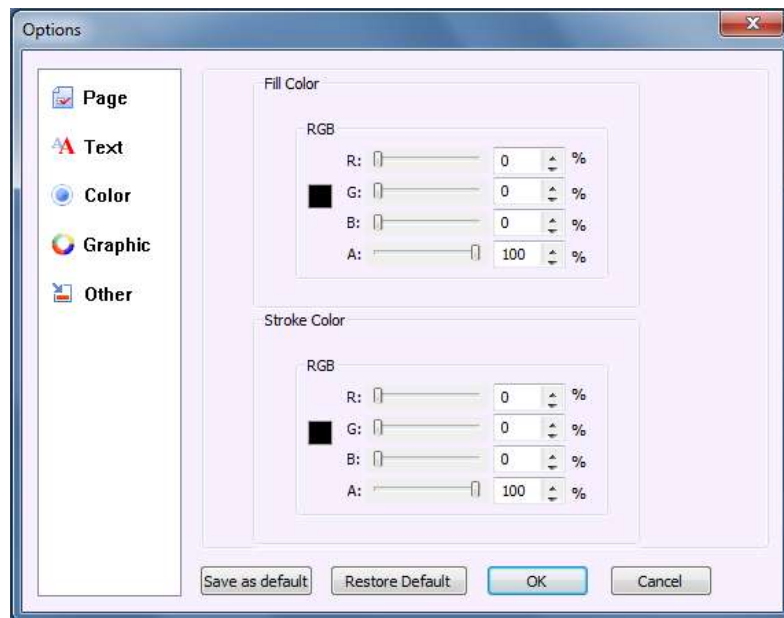 Options
Page
Text
Color
Graphic
Other
Fill Color
RGB
R: 0 %
G: 0 %
B: 0 %
A: 100 %
Stroke Color
RGB
R: 0 %
G: 0 %
B: 0 %
A: 100 %
Save as default Restore Default OK Cancel